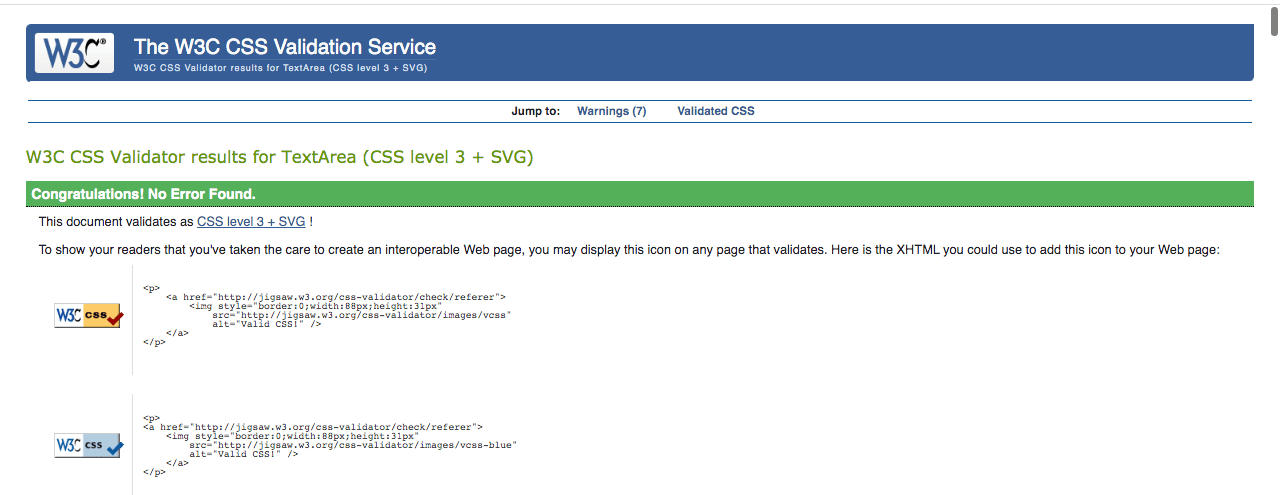 W3C® The W3C CSS Validation Service
W3C CSS Validator results for TextArea (CSS level 3 + SVG)
Jump to: Warnings (7) Validated CSS
W3C CSS Validator results for TextArea (CSS level 3 + SVG)
Congratulations! No Error Found.
This document validates as CSS level 3 + SVG !
To show your readers that you've taken the care to create an interoperable Web page, you may display this icon on any page that validates. Here is the XHTML you could use to add this icon to your Web page:
W3C css
<p>
    <a href="http://jigsaw.w3.org/css-validator/check/referer">
        <img style="border:0;width:88px;height:31px"
            src="http://jigsaw.w3.org/css-validator/images/vcss"
            alt="Valid CSS!" />
    </a>
</p>
W3C css
<p>
<a href="http://jigsaw.w3.org/css-validator/check/referer">
    <img style="border:0;width:88px;height:31px"
        src="http://jigsaw.w3.org/css-validator/images/vcss-blue"
        alt="Valid CSS!" />
    </a>
</p>